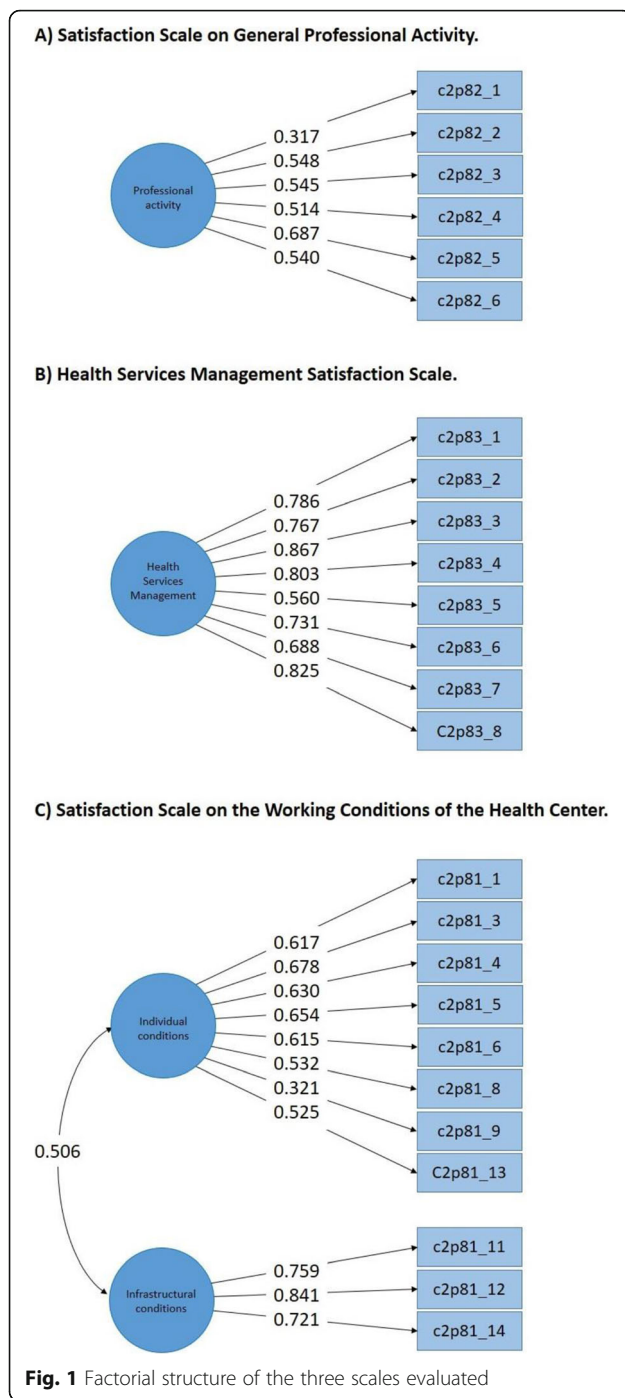 A) Satisfaction Scale on General Professional Activity.
Professional
activity
0.317
0.548
0.545
0.514
0.687
0.540
c2p82_1
c2p82_2
c2p82_3
c2p82_4
c2p82_5
c2p82_6
B) Health Services Management Satisfaction Scale.
Health
Services
Management
0.786
0.767
0.867
0.803
0.560
0.731
0.688
0.825
c2p83_1
c2p83_2
c2p83_3
c2p83_4
c2p83_5
c2p83_6
c2p83_7
C2p83_8
C) Satisfaction Scale on the Working Conditions of the Health Center.
Individual
conditions
0.617
0.678
0.630
0.654
0.615
0.532
0.321
0.525
c2p81_1
c2p81_3
c2p81_4
c2p81_5
c2p81_6
c2p81_8
c2p81_9
C2p81_13
0.506
Infrastructural
conditions
0.759
0.841
0.721
c2p81_11
c2p81_12
c2p81_14
Fig. 1 Factorial structure of the three scales evaluated